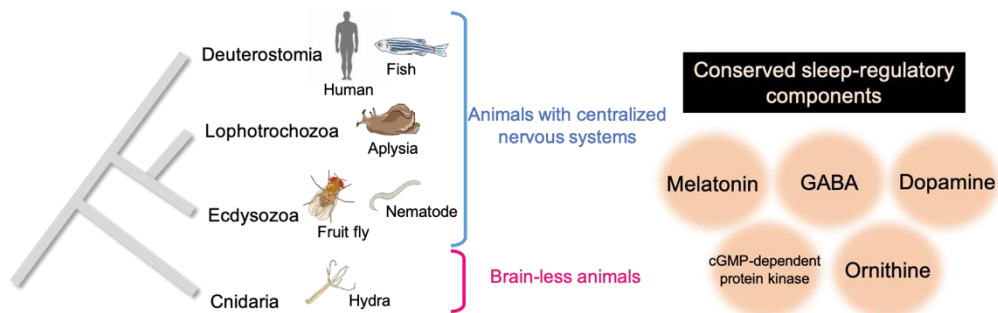 Deuterostomia
Human
Fish
Lophotrochozoa
Aplysia
Ecdysozoa
Fruit fly
Nematode
Cnidaria
Hydra
Animals with centralized
nervous systems
Brain-less animals
Conserved sleep-regulatory
components
Melatonin
GABA
Dopamine
cGMP-dependent
protein kinase
Ornithine